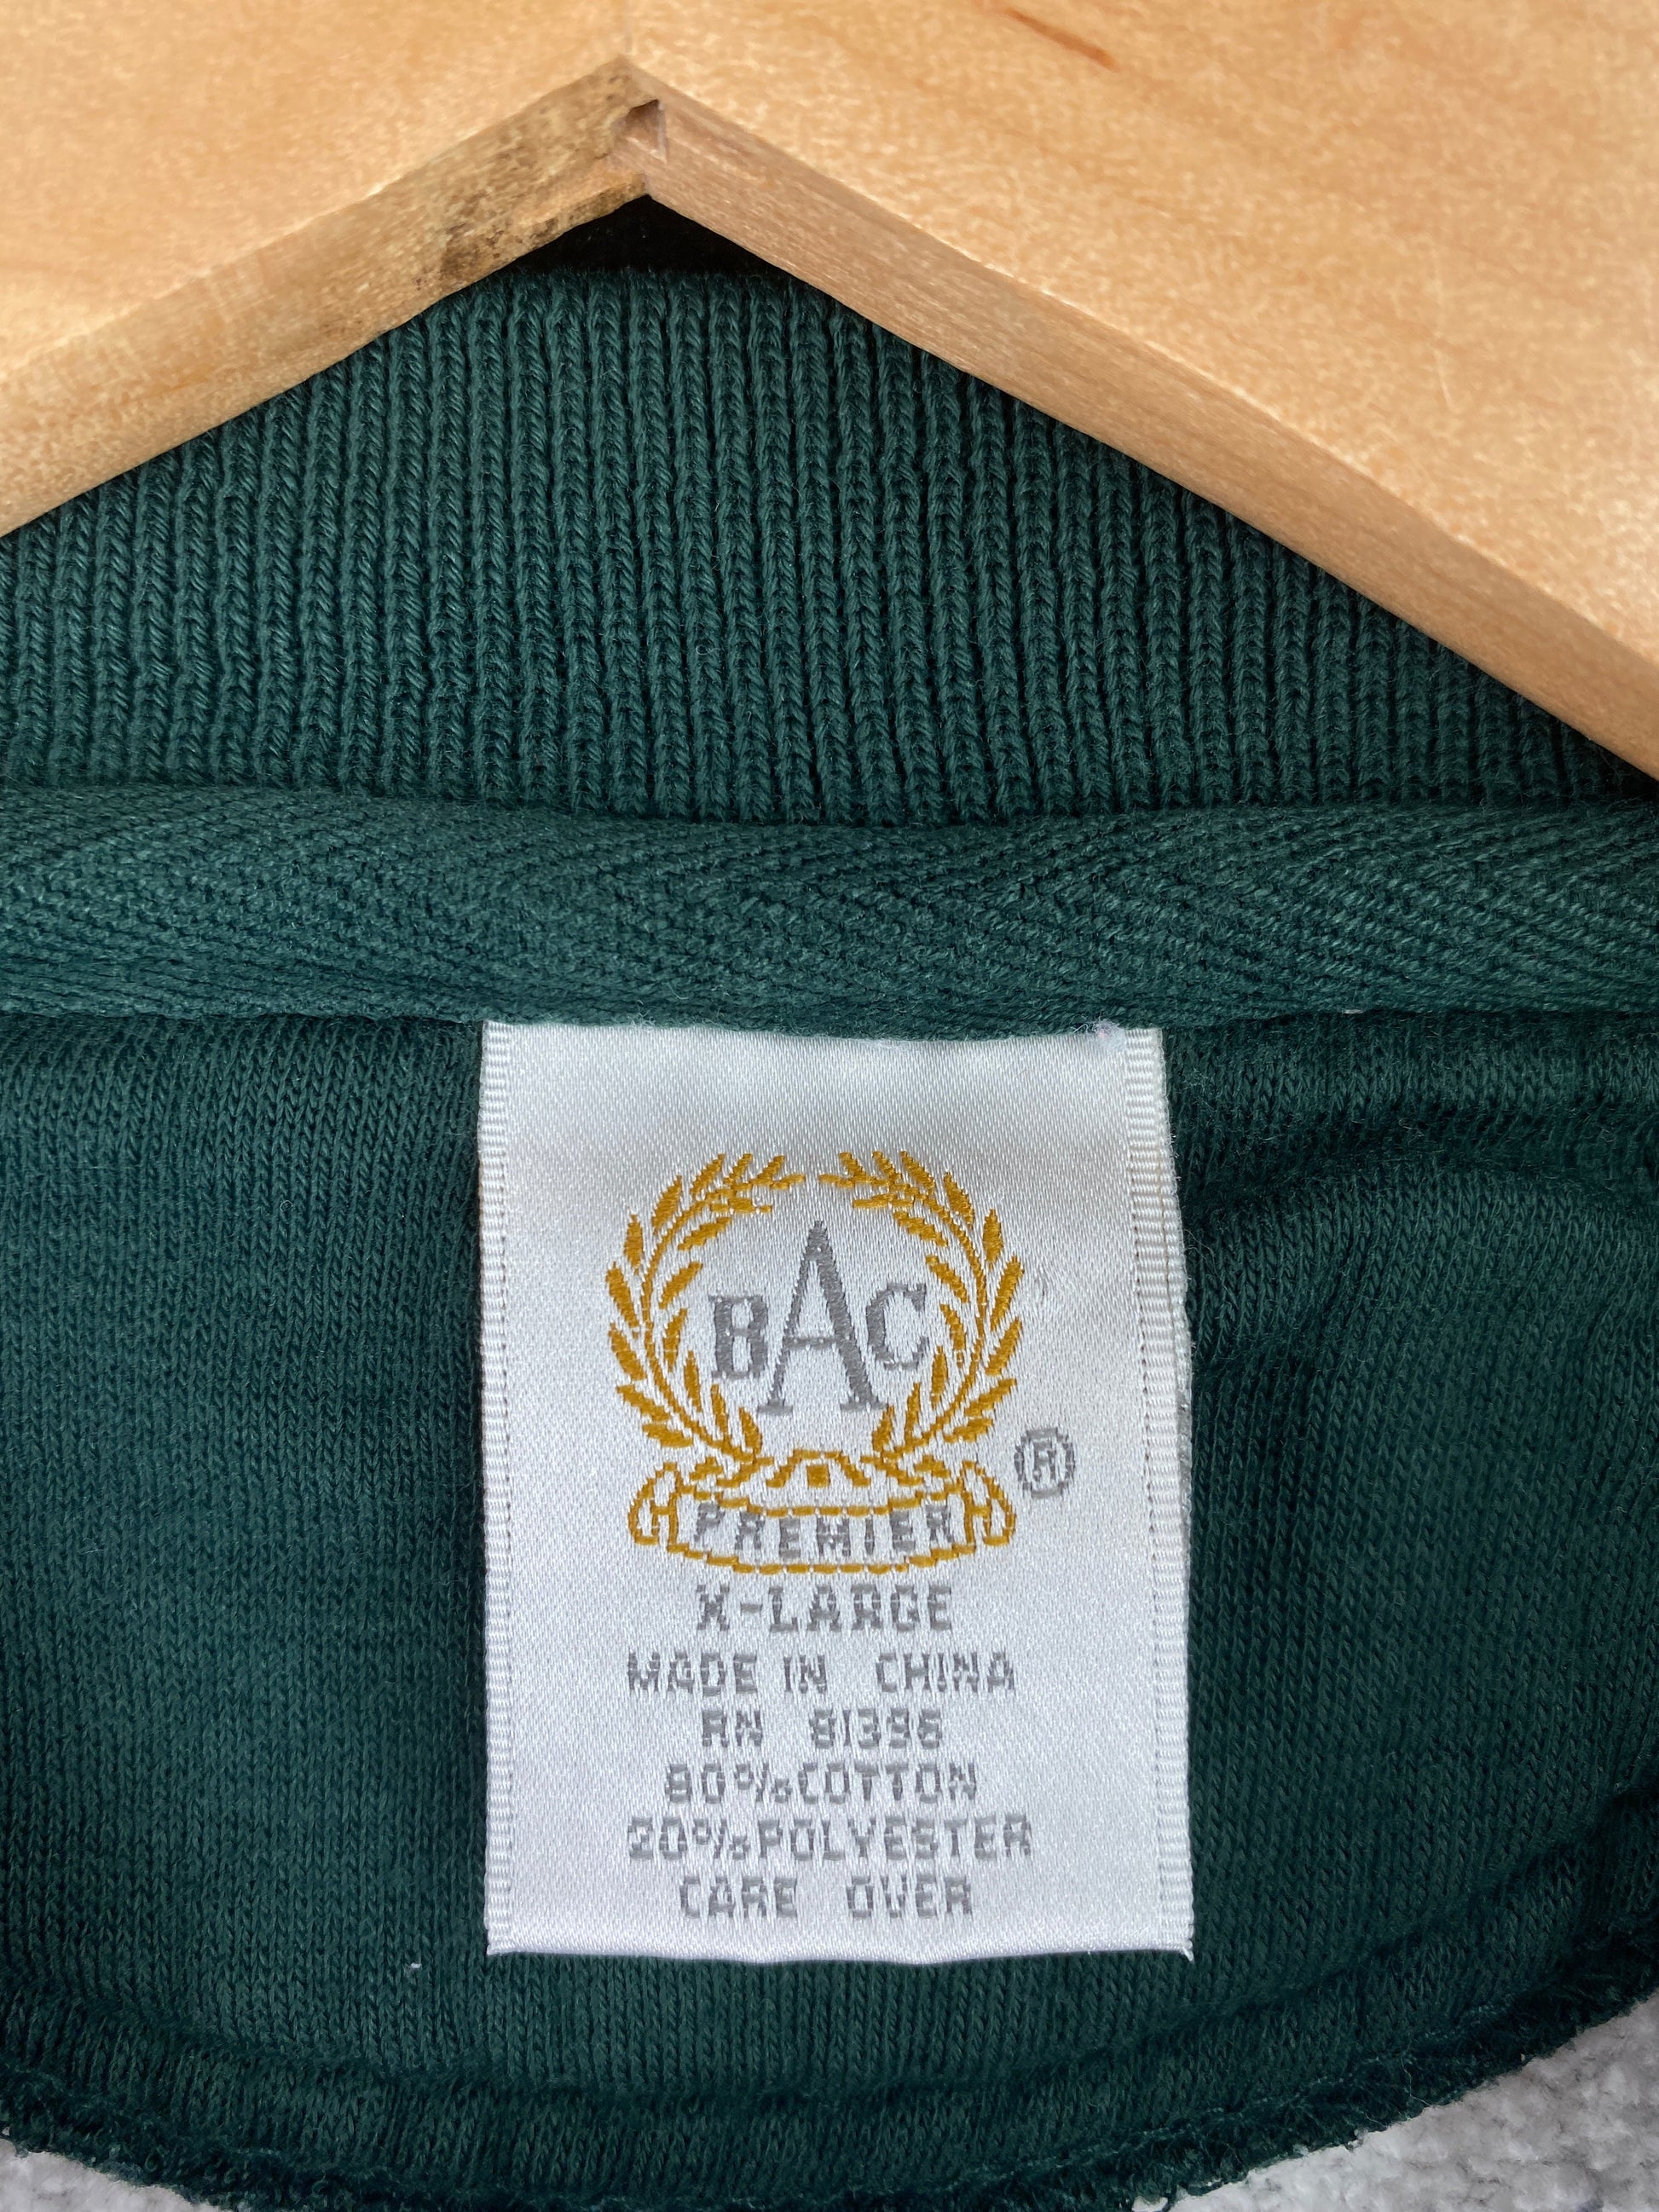 BAC
®
PREMIER
X-LARGE
MADE IN CHINA
RN 81396
80%COTTON
20%POLYESTER
CARE OVER